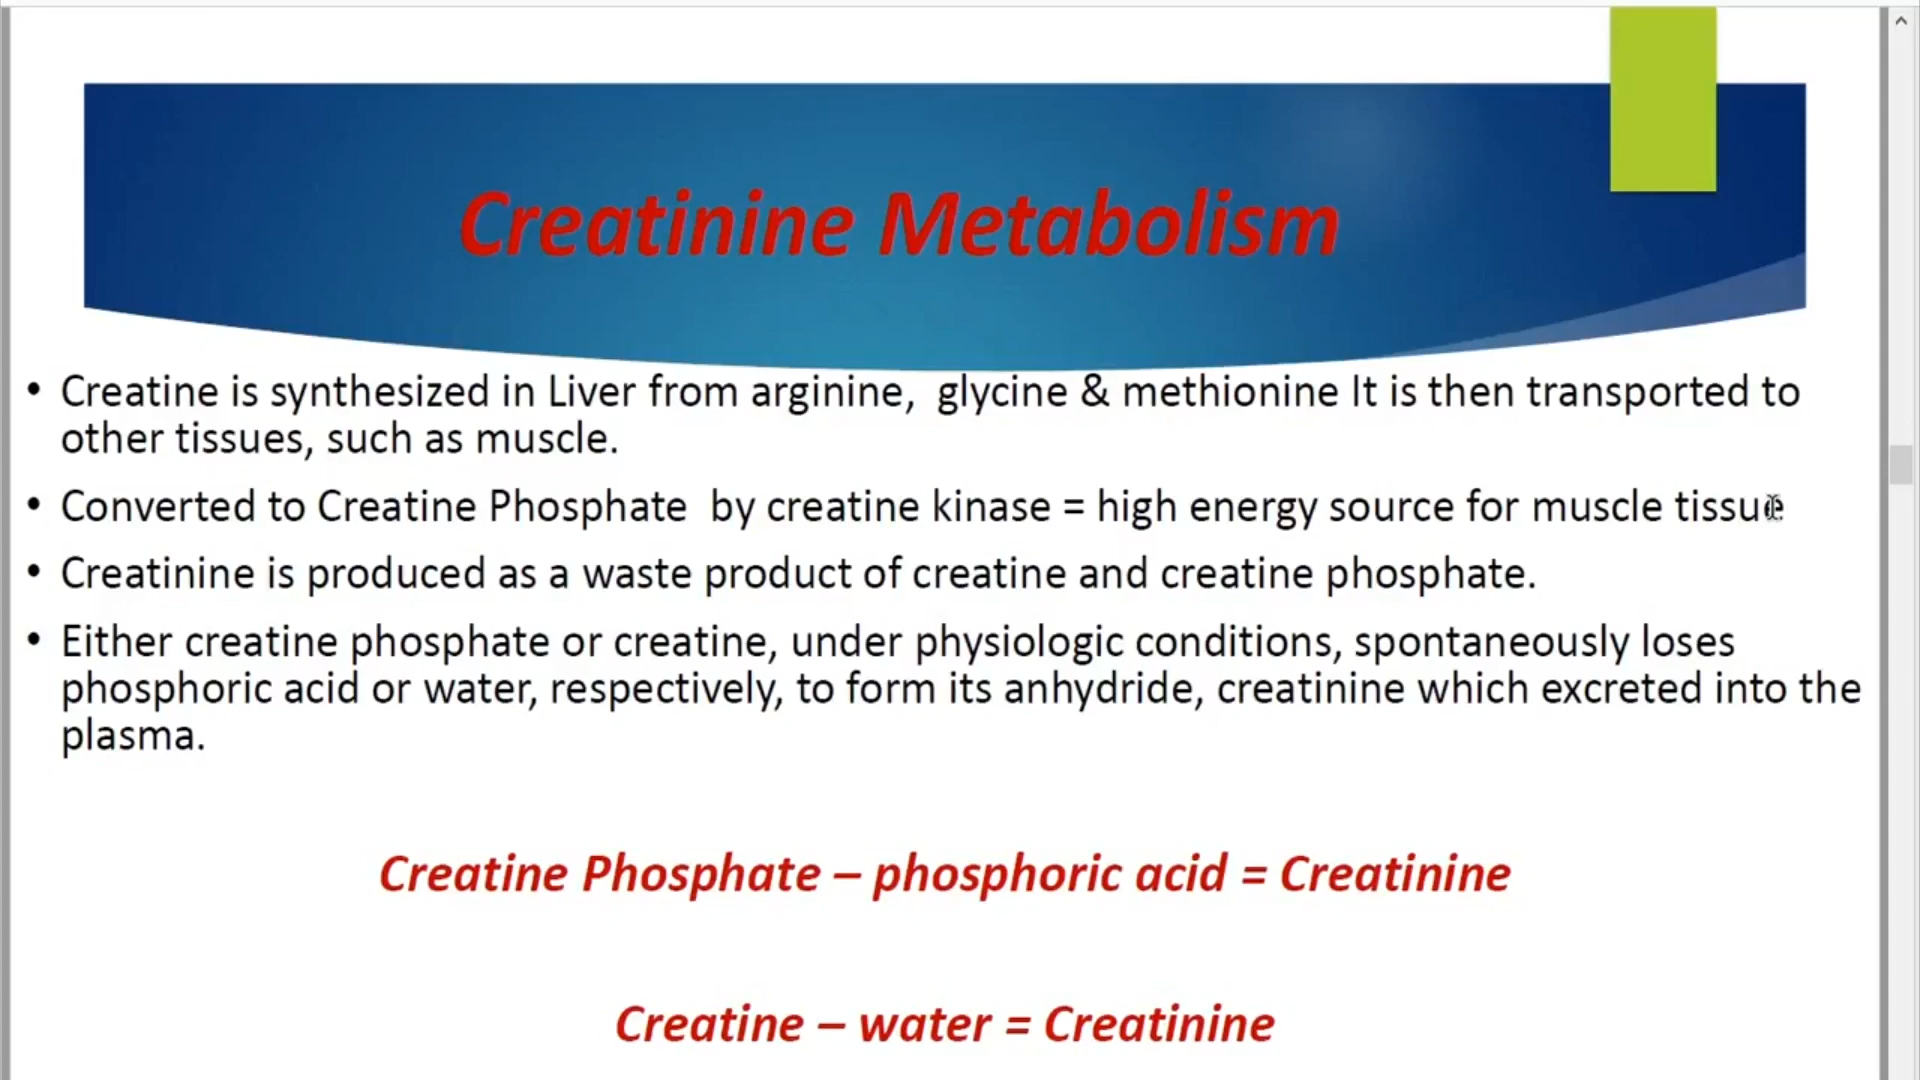 Creatinine Metabolism
• Creatine is synthesized in Liver from arginine,  glycine & methionine It is then transported to
other tissues, such as muscle.
• Converted to Creatine Phosphate  by creatine kinase = high energy source for muscle tissue
• Creatinine is produced as a waste product of creatine and creatine phosphate.
• Either creatine phosphate or creatine, under physiologic conditions, spontaneously loses
phosphoric acid or water, respectively, to form its anhydride, creatinine which excreted into the
plasma.
Creatine Phosphate – phosphoric acid = Creatinine
Creatine – water = Creatinine